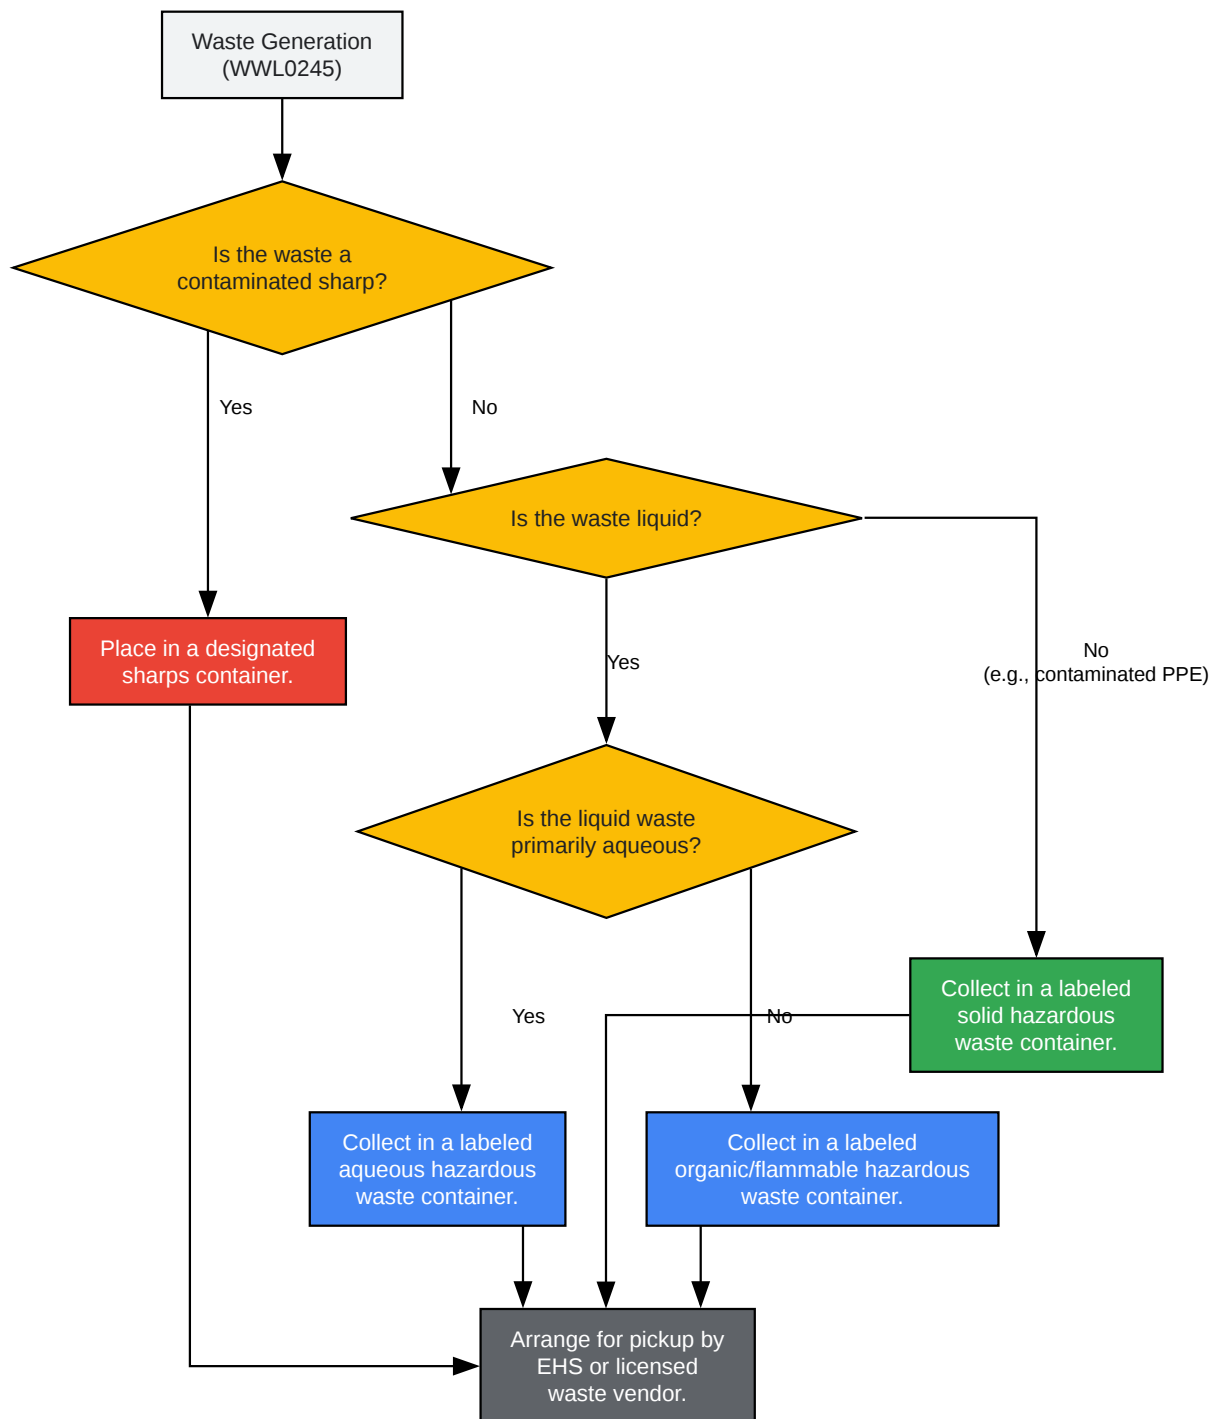 Waste Generation
(WWL0245)
Is the waste a
contaminated sharp?
Yes
No
Is the waste liquid?
Place in a designated
sharps container.
Yes
No
(e.g., contaminated PPE)
Is the liquid waste
primarily aqueous?
Collect in a labeled
solid hazardous
waste container.
Yes
No
Collect in a labeled
aqueous hazardous
waste container.
Collect in a labeled
organic/flammable hazardous
waste container.
Arrange for pickup by
EHS or licensed
waste vendor.